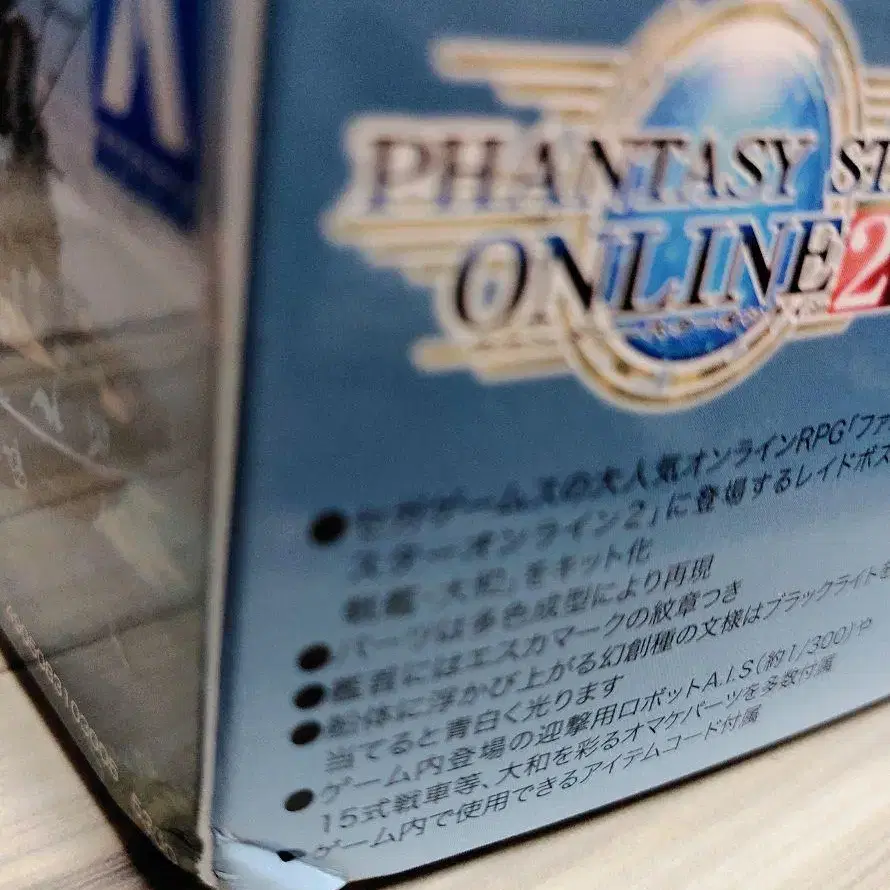 PHANTASY ST
ONLINE 2
●セガゲームスの大人気オンラインRPG「ファ
スターオンライン2」に登場するレイドボス
戦艦・大和」をキット化
●パーツは多色成型により再現
●艦首にはエスカマークの紋章つき
●船体に浮かび上がる幻創種の文様はブラックライトを
当てると青白く光ります
●ゲーム内登場の迎撃用ロボットA.I.S(約1/300)や
15式戦車等、大和を彩るオマケパーツを多数付属
●ゲーム内で使用できるアイテムコード付属